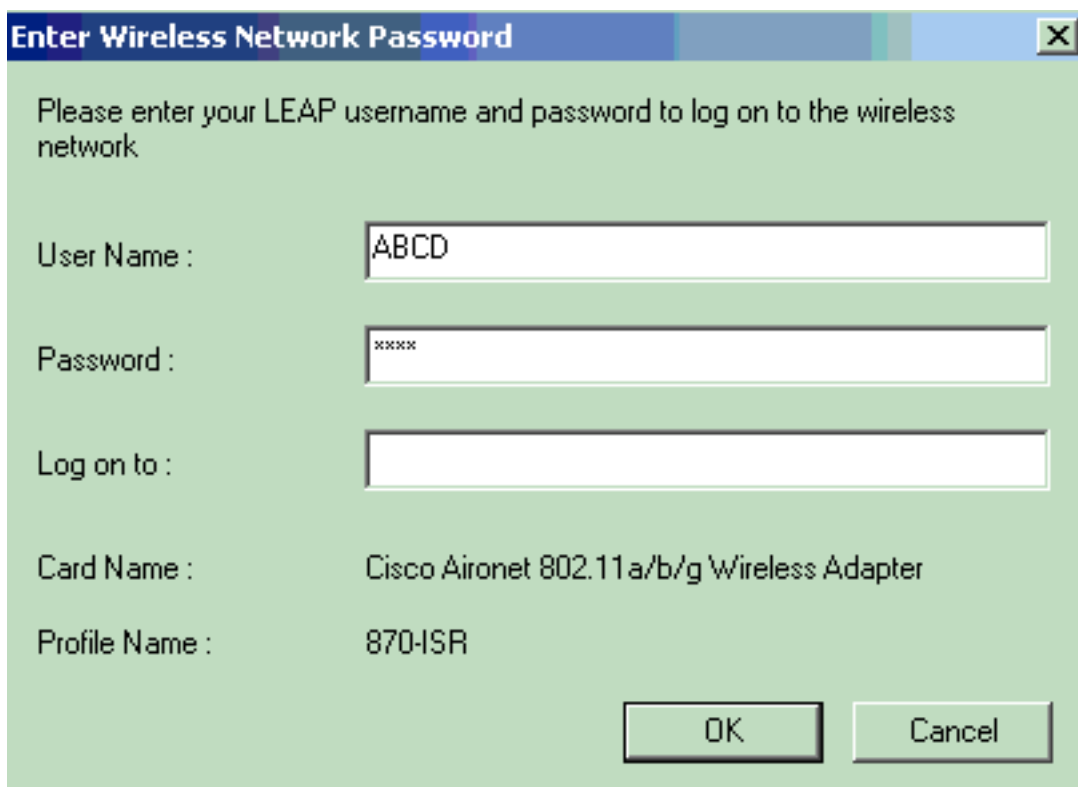 Enter Wireless Network Password
Please enter your LEAP username and password to log on to the wireless
network
User Name : ABCD
Password : ****
Log on to :
Card Name : Cisco Aironet 802.11a/b/g Wireless Adapter
Profile Name : 870-ISR
OK Cancel